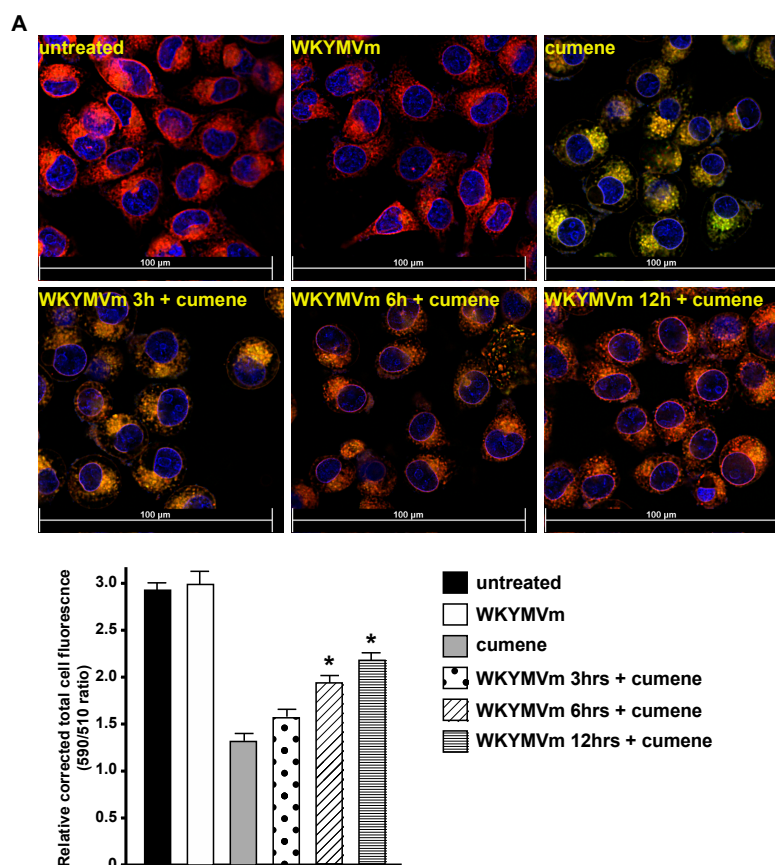 A
untreated
WKYMVm
cumene
100 µm
100 µm
100 µm
WKYMVm 3h + cumene
WKYMVm 6h + cumene
WKYMVm 12h + cumene
100 µm
100 µm
100 µm
Relative corrected total cell fluorescnce
(590/510 ratio)
3.0
2.5
2.0
1.5
1.0
0.5
0
*
*
untreated
WKYMVm
cumene
WKYMVm 3hrs + cumene
WKYMVm 6hrs + cumene
WKYMVm 12hrs + cumene